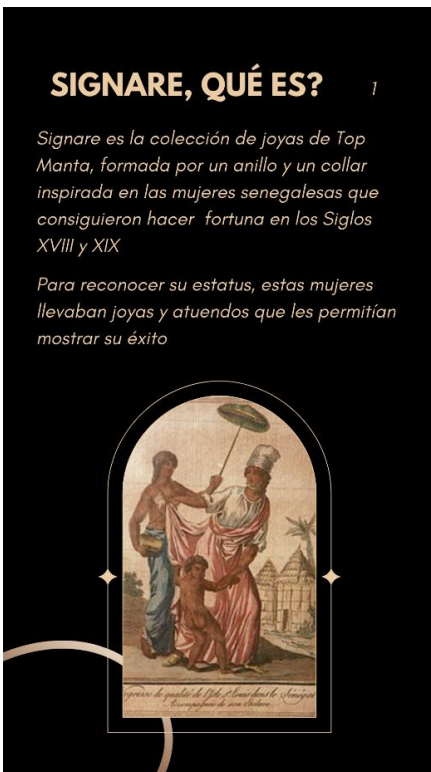 SIGNARE, QUÉ ES?
1
Signare es la colección de joyas de Top
Manta, formada por un anillo y un collar
inspirada en las mujeres senegalesas que
consiguieron hacer fortuna en los Siglos
XVIII y XIX
Para reconocer su estatus, estas mujeres
llevaban joyas y atuendos que les permitían
mostrar su éxito
de qualité de l'Isle St Louis dans le Sénégal
Accompagnée de son Esclave